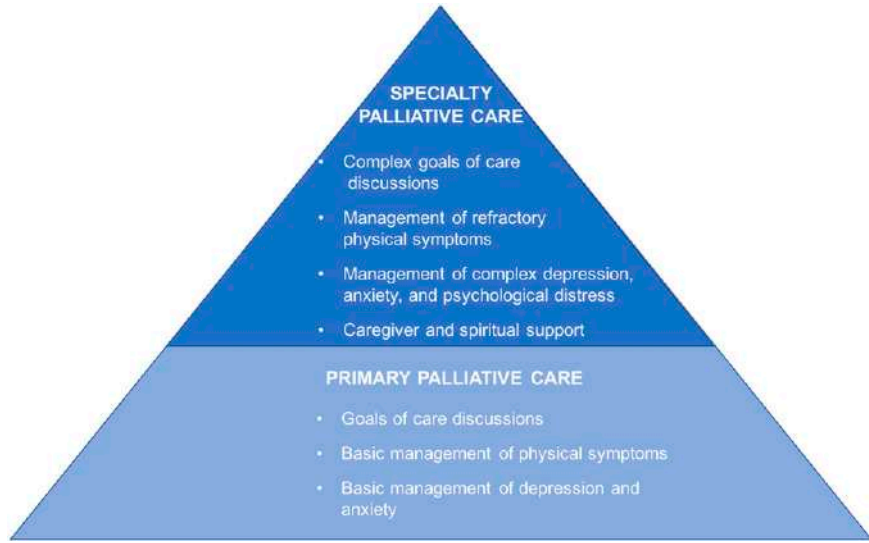 SPECIALTY
PALLIATIVE CARE
• Complex goals of care
discussions
• Management of refractory
physical symptoms
• Management of complex depression,
anxiety, and psychological distress
• Caregiver and spiritual support
PRIMARY PALLIATIVE CARE
• Goals of care discussions
• Basic management of physical symptoms
• Basic management of depression and
anxiety